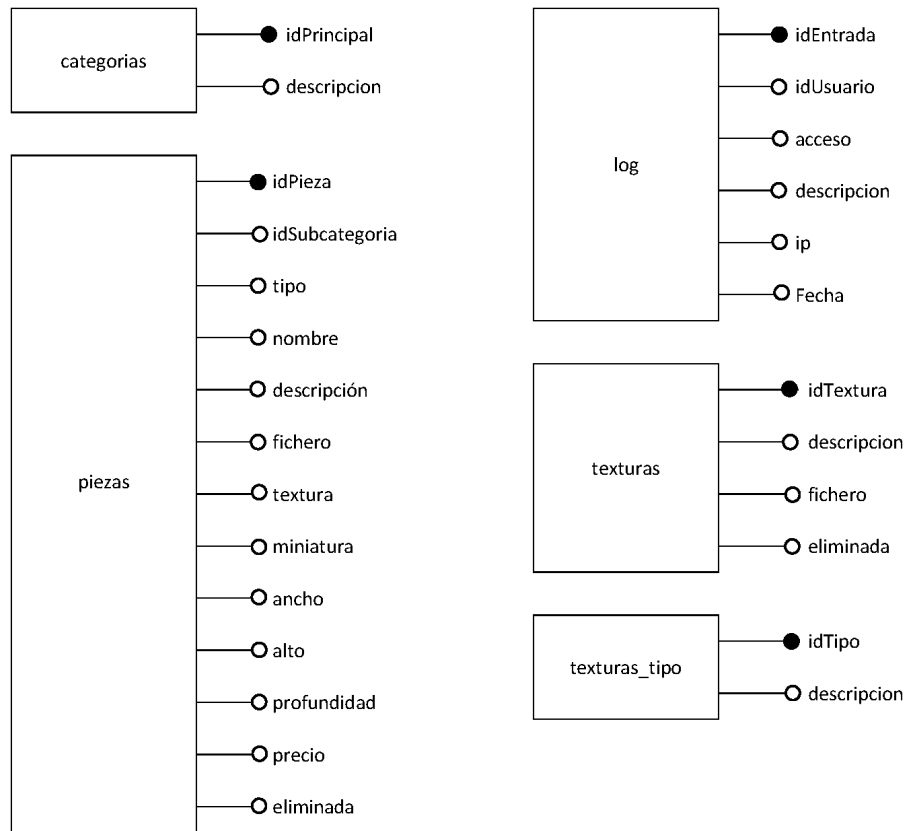 categorias
idPrincipal
descripcion
piezas
idPieza
idSubcategoria
tipo
nombre
descripción
fichero
textura
miniatura
ancho
alto
profundidad
precio
eliminada
log
idEntrada
idUsuario
acceso
descripcion
ip
Fecha
texturas
idTextura
descripcion
fichero
eliminada
texturas_tipo
idTipo
descripcion